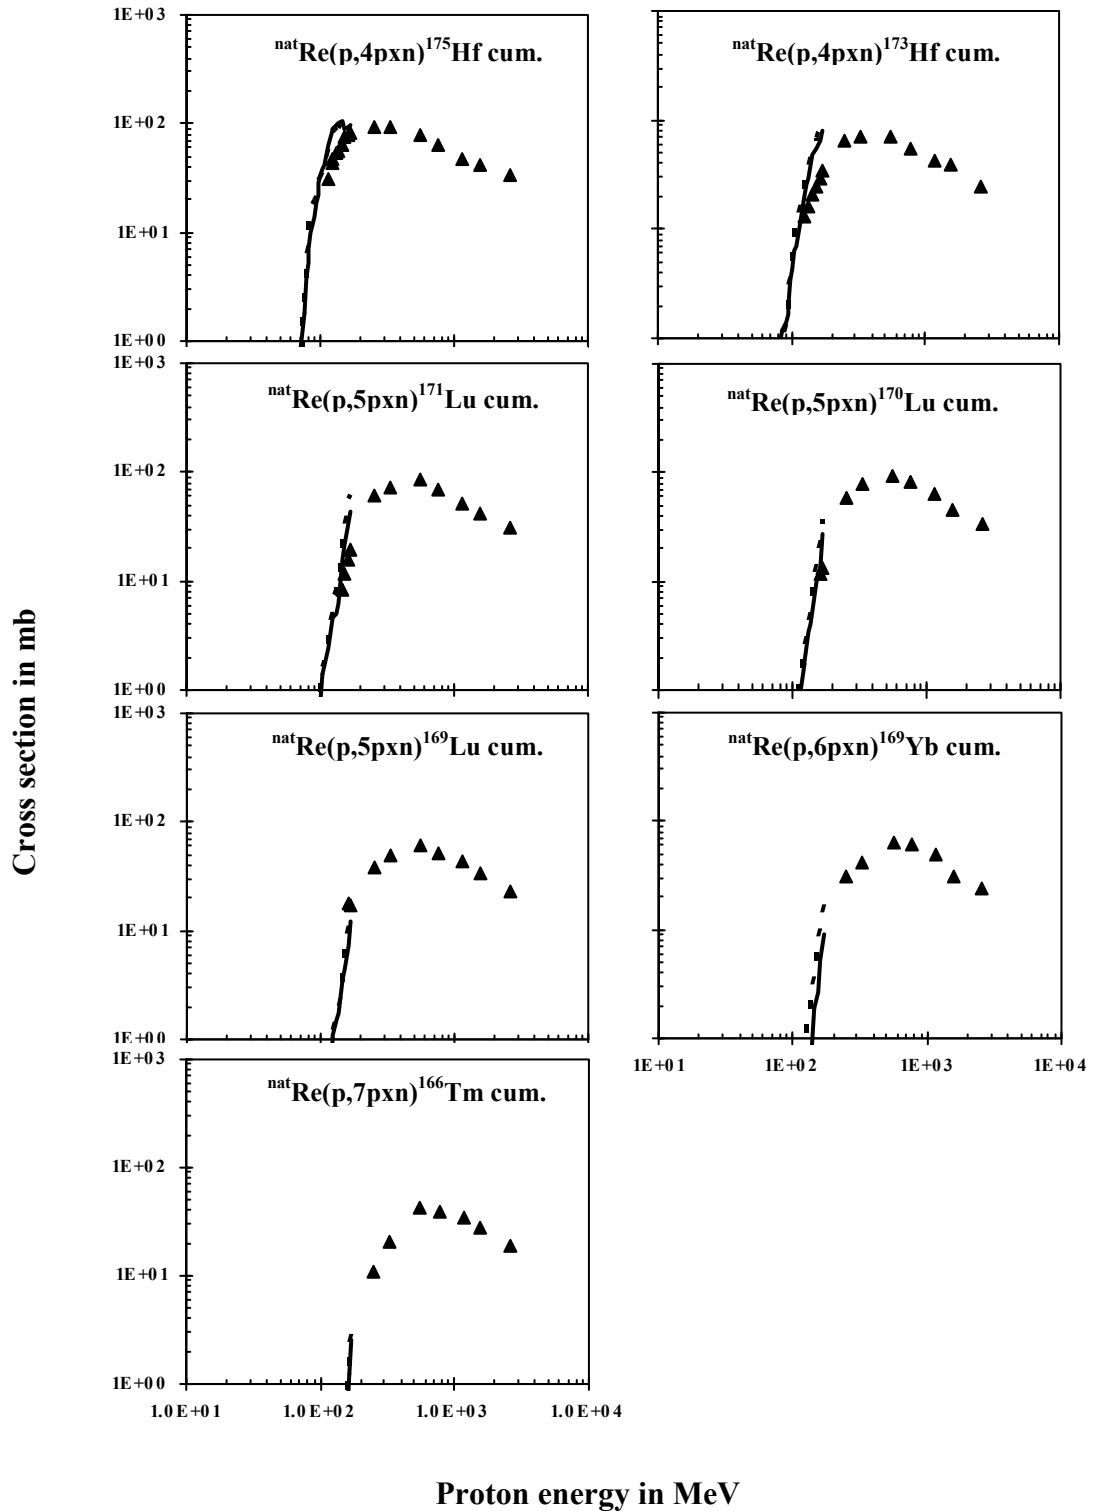 1E+03
ⁿᵃᵗRe(p,4pxn)¹⁷⁵Hf cum.
1E+02
1E+01
1E+00
ⁿᵃᵗRe(p,4pxn)¹⁷³Hf cum.
1E+03
ⁿᵃᵗRe(p,5pxn)¹⁷¹Lu cum.
1E+02
1E+01
1E+00
ⁿᵃᵗRe(p,5pxn)¹⁷⁰Lu cum.
Cross section in mb
1E+03
ⁿᵃᵗRe(p,5pxn)¹⁶⁹Lu cum.
1E+02
1E+01
1E+00
ⁿᵃᵗRe(p,6pxn)¹⁶⁹Yb cum.
1E+01 1E+02 1E+03 1E+04
1E+03
ⁿᵃᵗRe(p,7pxn)¹⁶⁶Tm cum.
1E+02
1E+01
1E+00
1.0E+01 1.0E+02 1.0E+03 1.0E+04
Proton energy in MeV